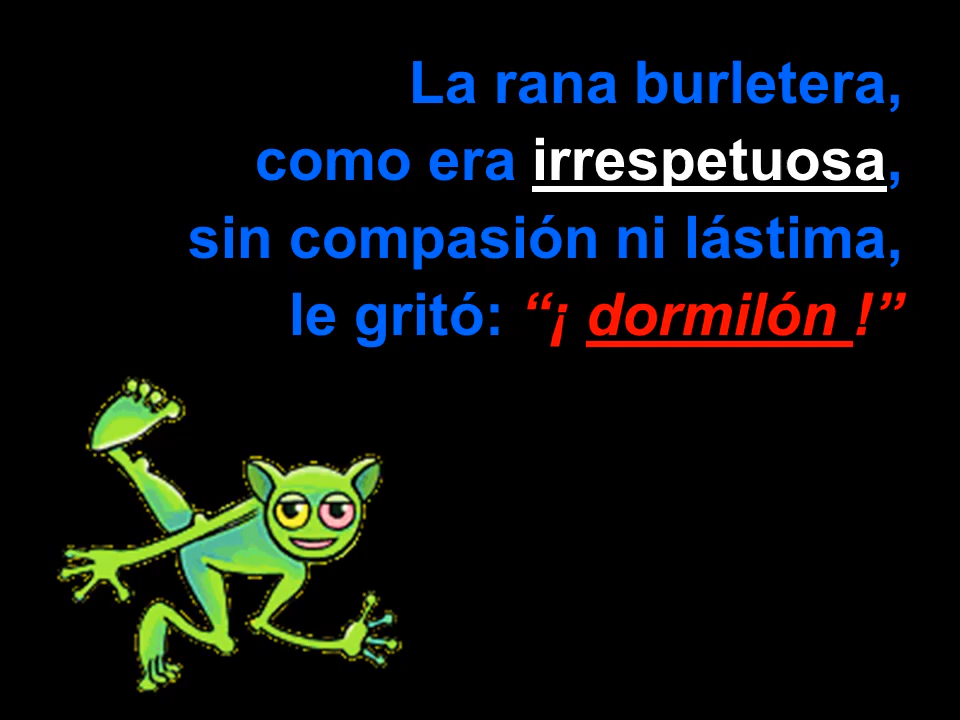 La rana burletera,
como era irrespetuosa,
sin compasión ni lástima,
le gritó: “¡ dormilón !”